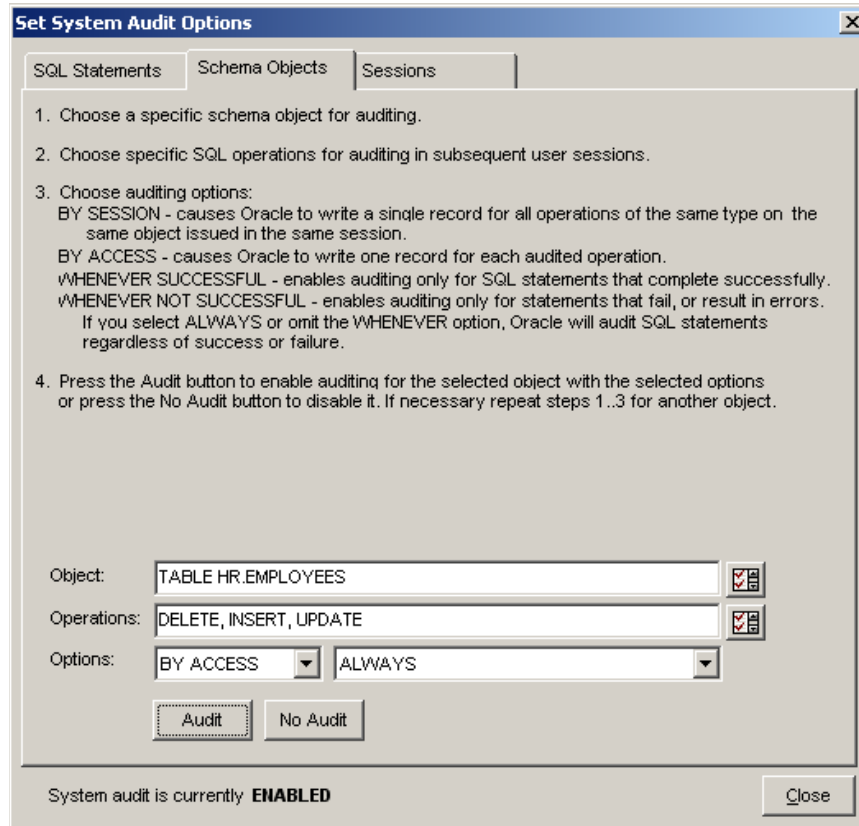 Set System Audit Options
SQL Statements
Schema Objects
Sessions
1. Choose a specific schema object for auditing.
2. Choose specific SQL operations for auditing in subsequent user sessions.
3. Choose auditing options:
BY SESSION - causes Oracle to write a single record for all operations of the same type on the
same object issued in the same session.
BY ACCESS - causes Oracle to write one record for each audited operation.
WHENEVER SUCCESSFUL - enables auditing only for SQL statements that complete successfully.
WHENEVER NOT SUCCESSFUL - enables auditing only for statements that fail, or result in errors.
If you select ALWAYS or omit the WHENEVER option, Oracle will audit SQL statements
regardless of success or failure.
4. Press the Audit button to enable auditing for the selected object with the selected options
or press the No Audit button to disable it. If necessary repeat steps 1..3 for another object.
Object: TABLE HR.EMPLOYEES
Operations: DELETE, INSERT, UPDATE
Options: BY ACCESS ALWAYS
Audit No Audit
System audit is currently ENABLED Close